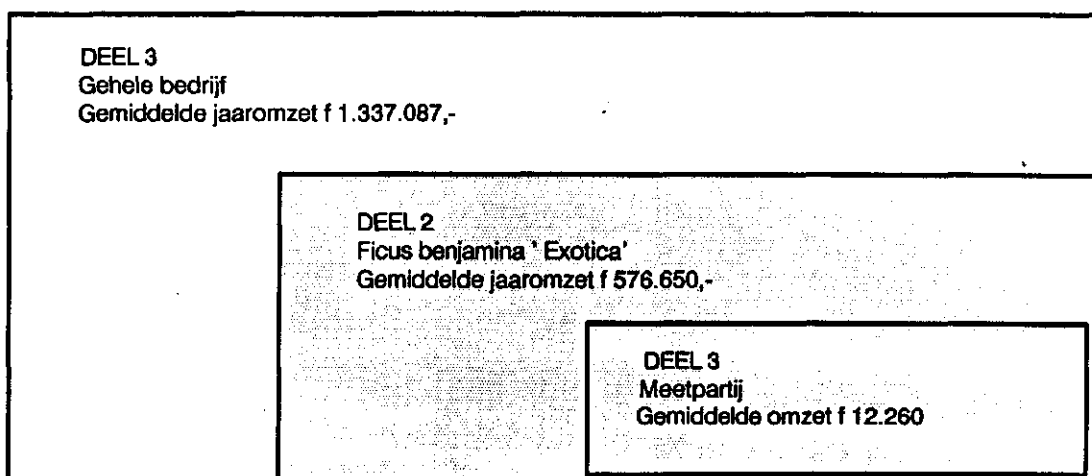 DEEL 3
Gehele bedrijf
Gemiddelde jaaromzet f 1.337.087,-
DEEL 2
Ficus benjamina ' Exotica'
Gemiddelde jaaromzet f 576.650,-
DEEL 3
Meetpartij
Gemiddelde omzet f 12.260